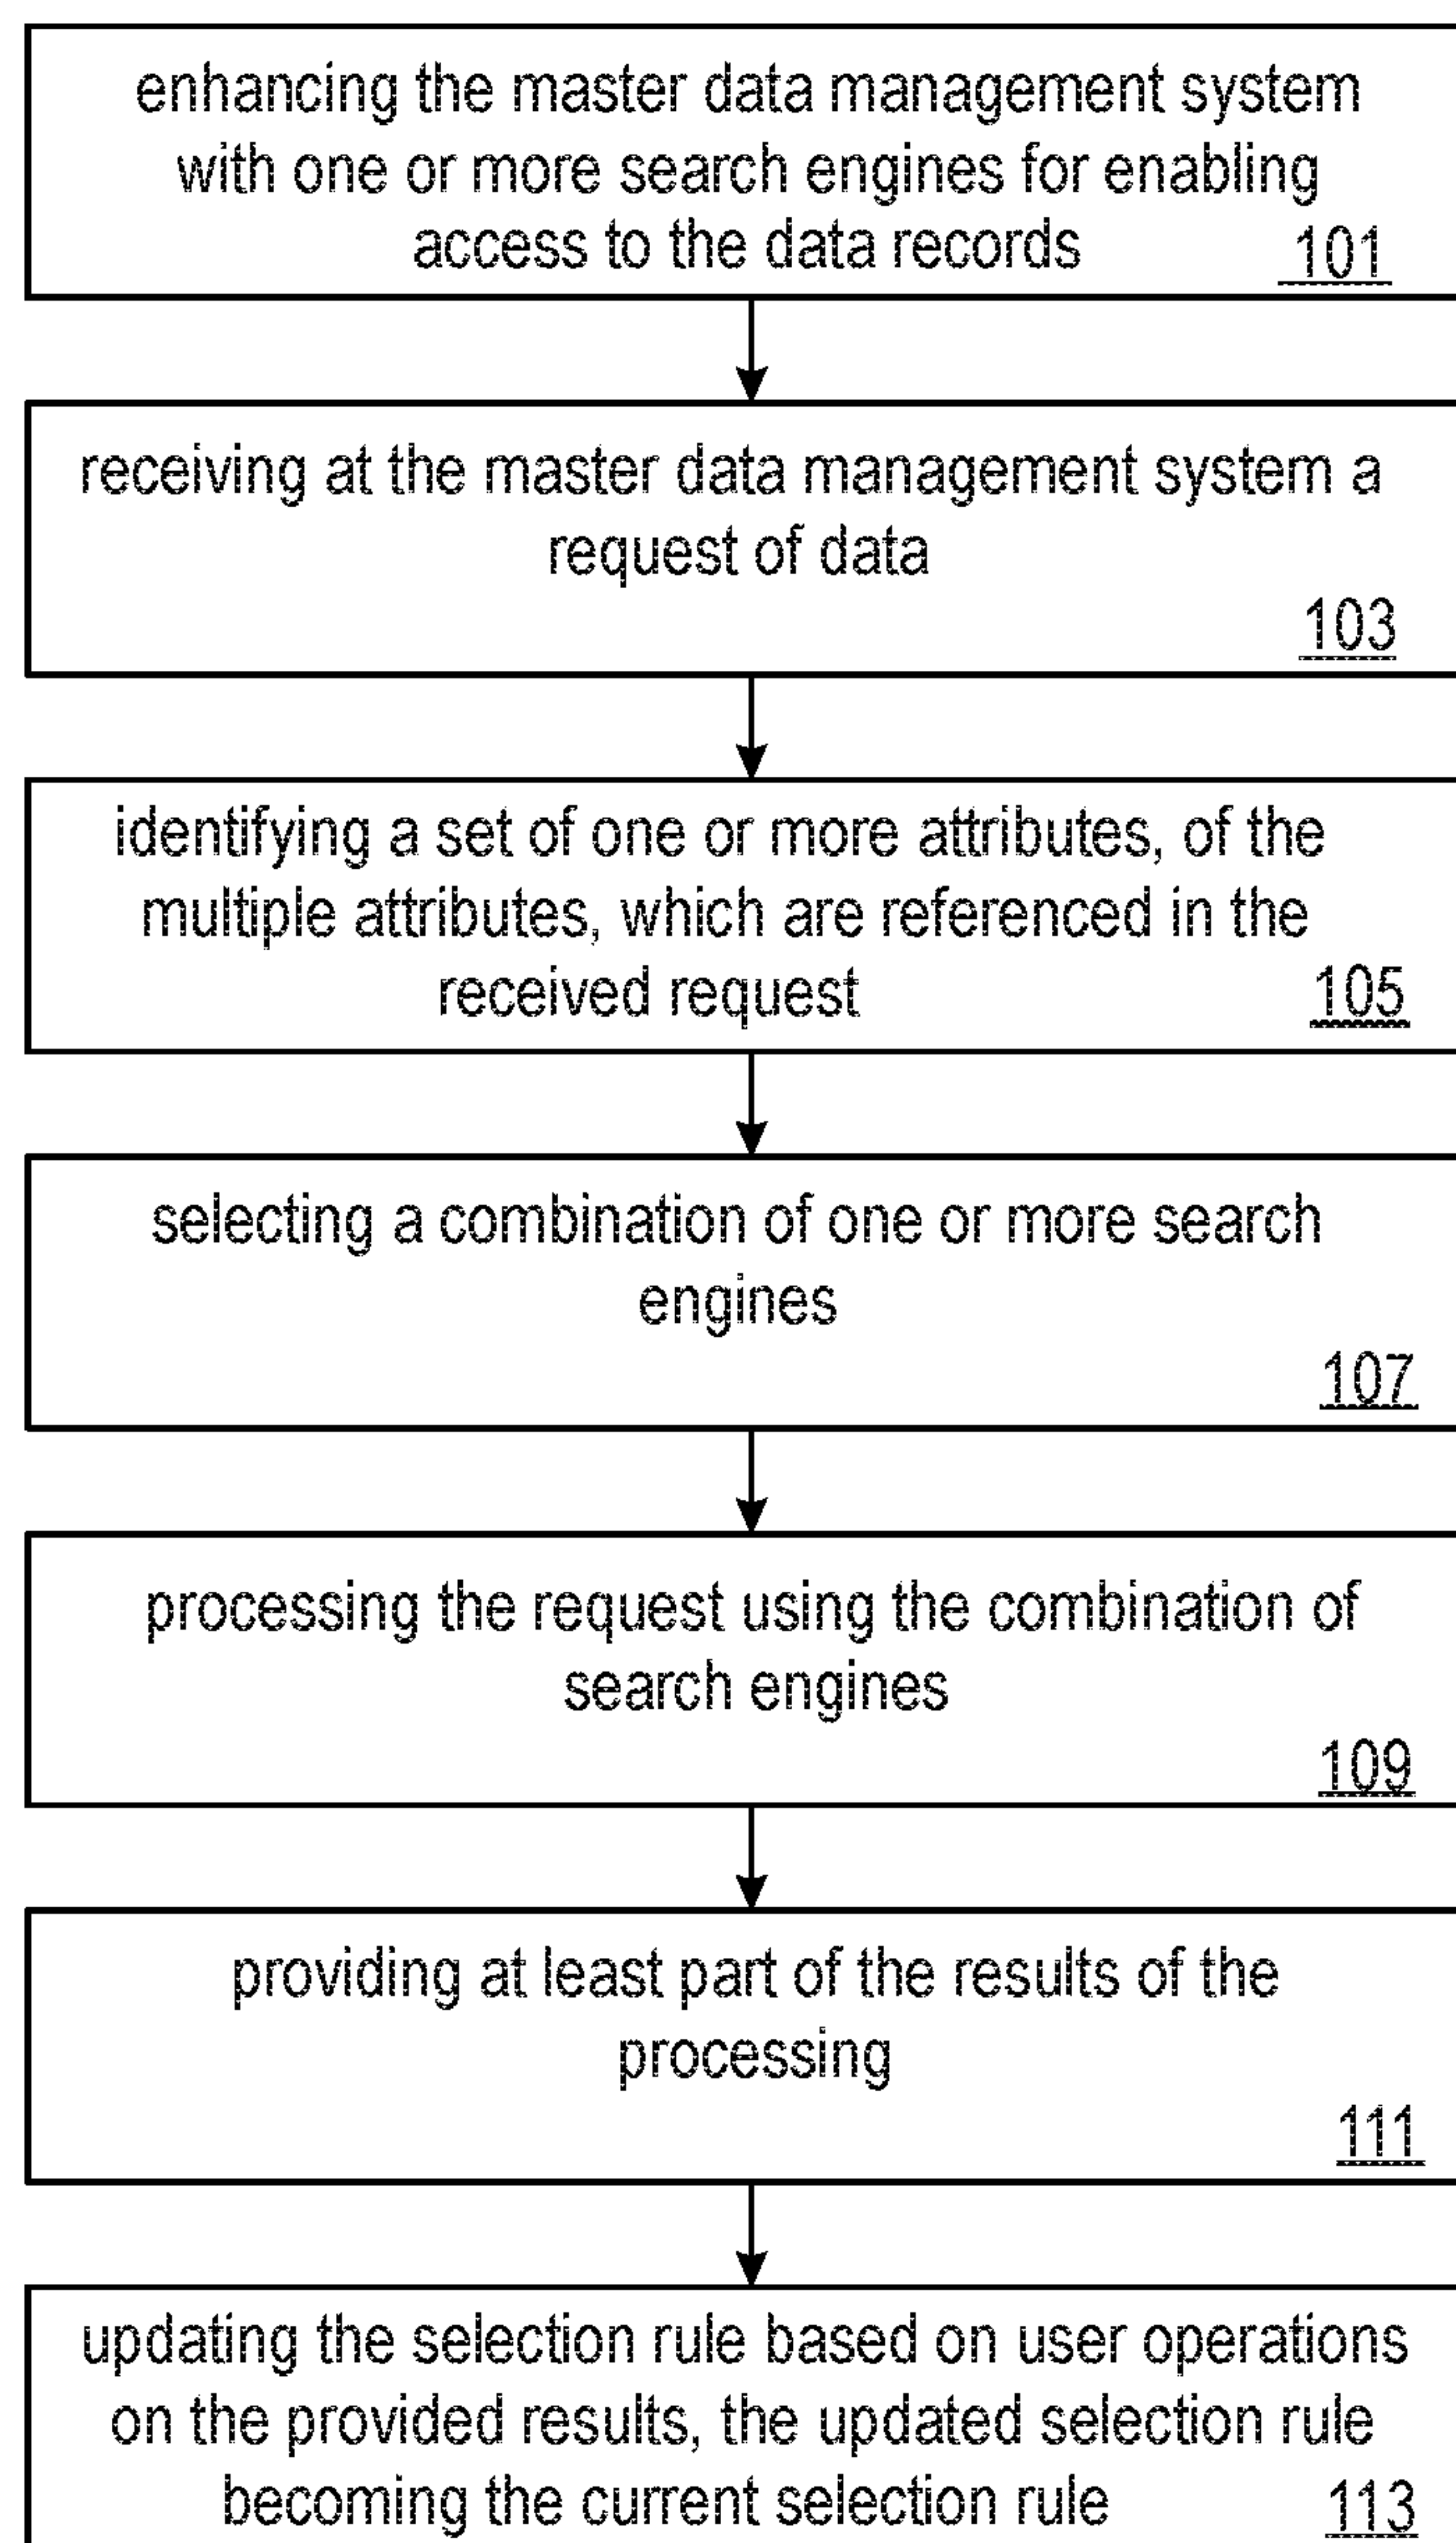 enhancing the master data management system
with one or more search engines for enabling
access to the data records 101
receiving at the master data management system a
request of data
103
identifying a set of one or more attributes, of the
multiple attributes, which are referenced in the
received request 105
selecting a combination of one or more search
engines
107
processing the request using the combination of
search engines
109
providing at least part of the results of the
processing
111
updating the selection rule based on user operations
on the provided results, the updated selection rule
becoming the current selection rule 113